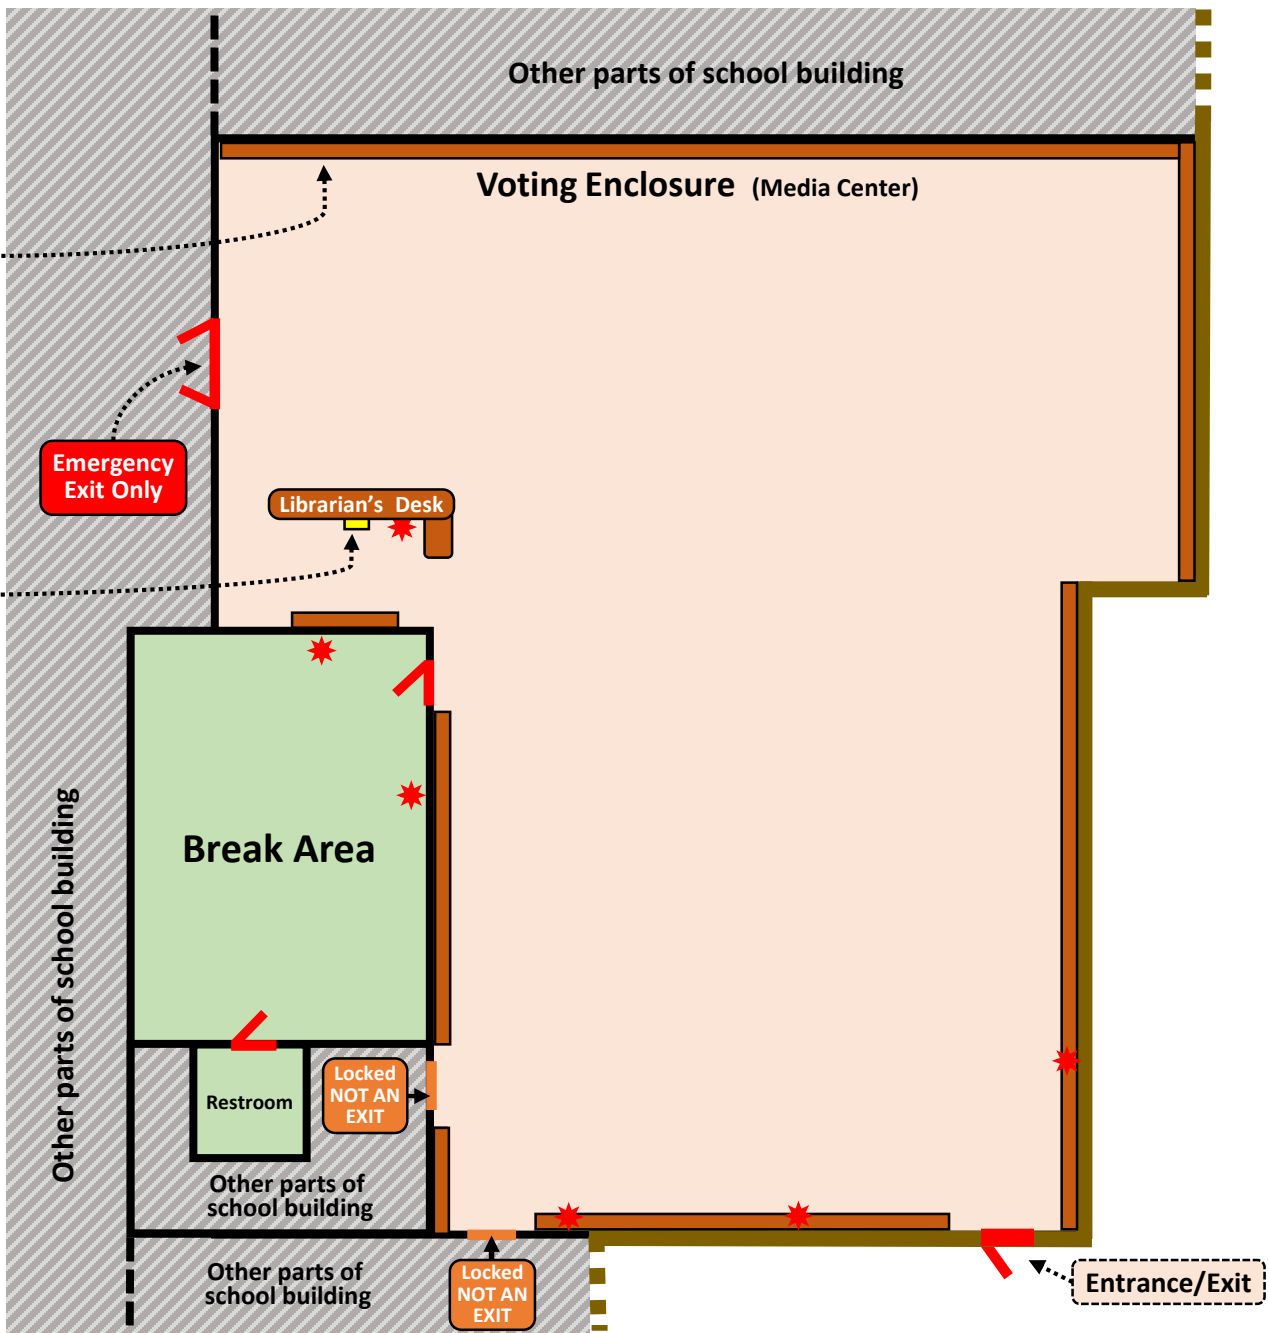 Other parts of school building
Voting Enclosure (Media Center)
Emergency
Exit Only
Librarian's Desk
Break Area
Other parts of school building
Restroom
Locked
NOT AN
EXIT
Other parts of
school building
Other parts of
school building
Locked
NOT AN
EXIT
Entrance/Exit